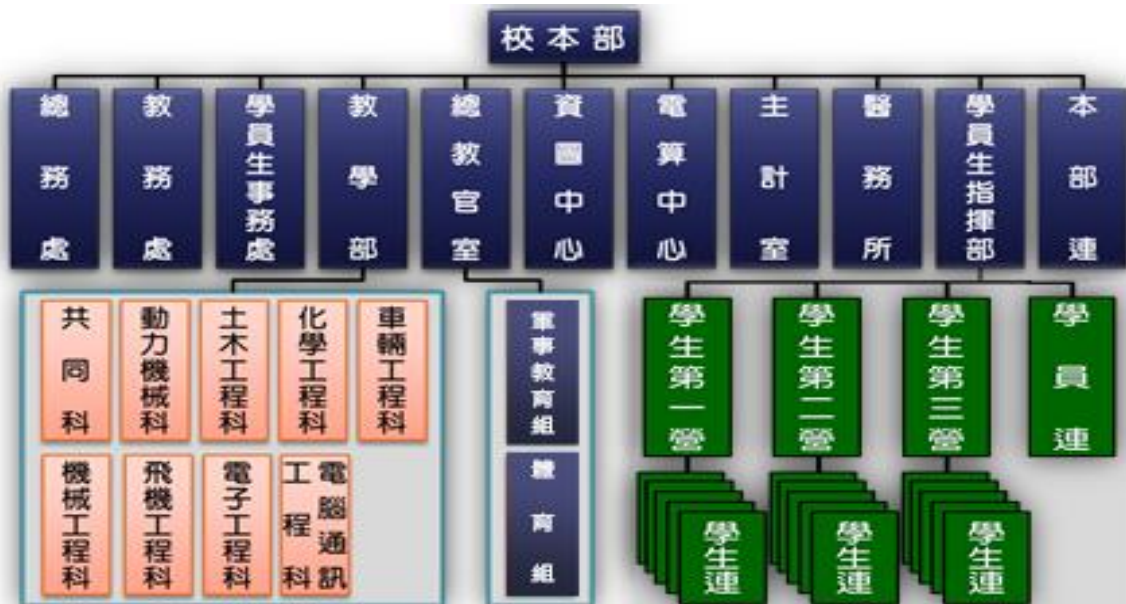 校本部
總務處
教務處
學員生事務處
教學部
總教官室
資圖中心
電算中心
主計室
醫務所
學員生指揮部
本部連
共同科
動力機械科
土木工程科
化學工程科
車輛工程科
機械工程科
飛機工程科
電子工程科
電腦通訊
工程科
軍事教育組
體育組
學生第一營
學生第二營
學生第三營
學員連
學生連
學生連
學生連